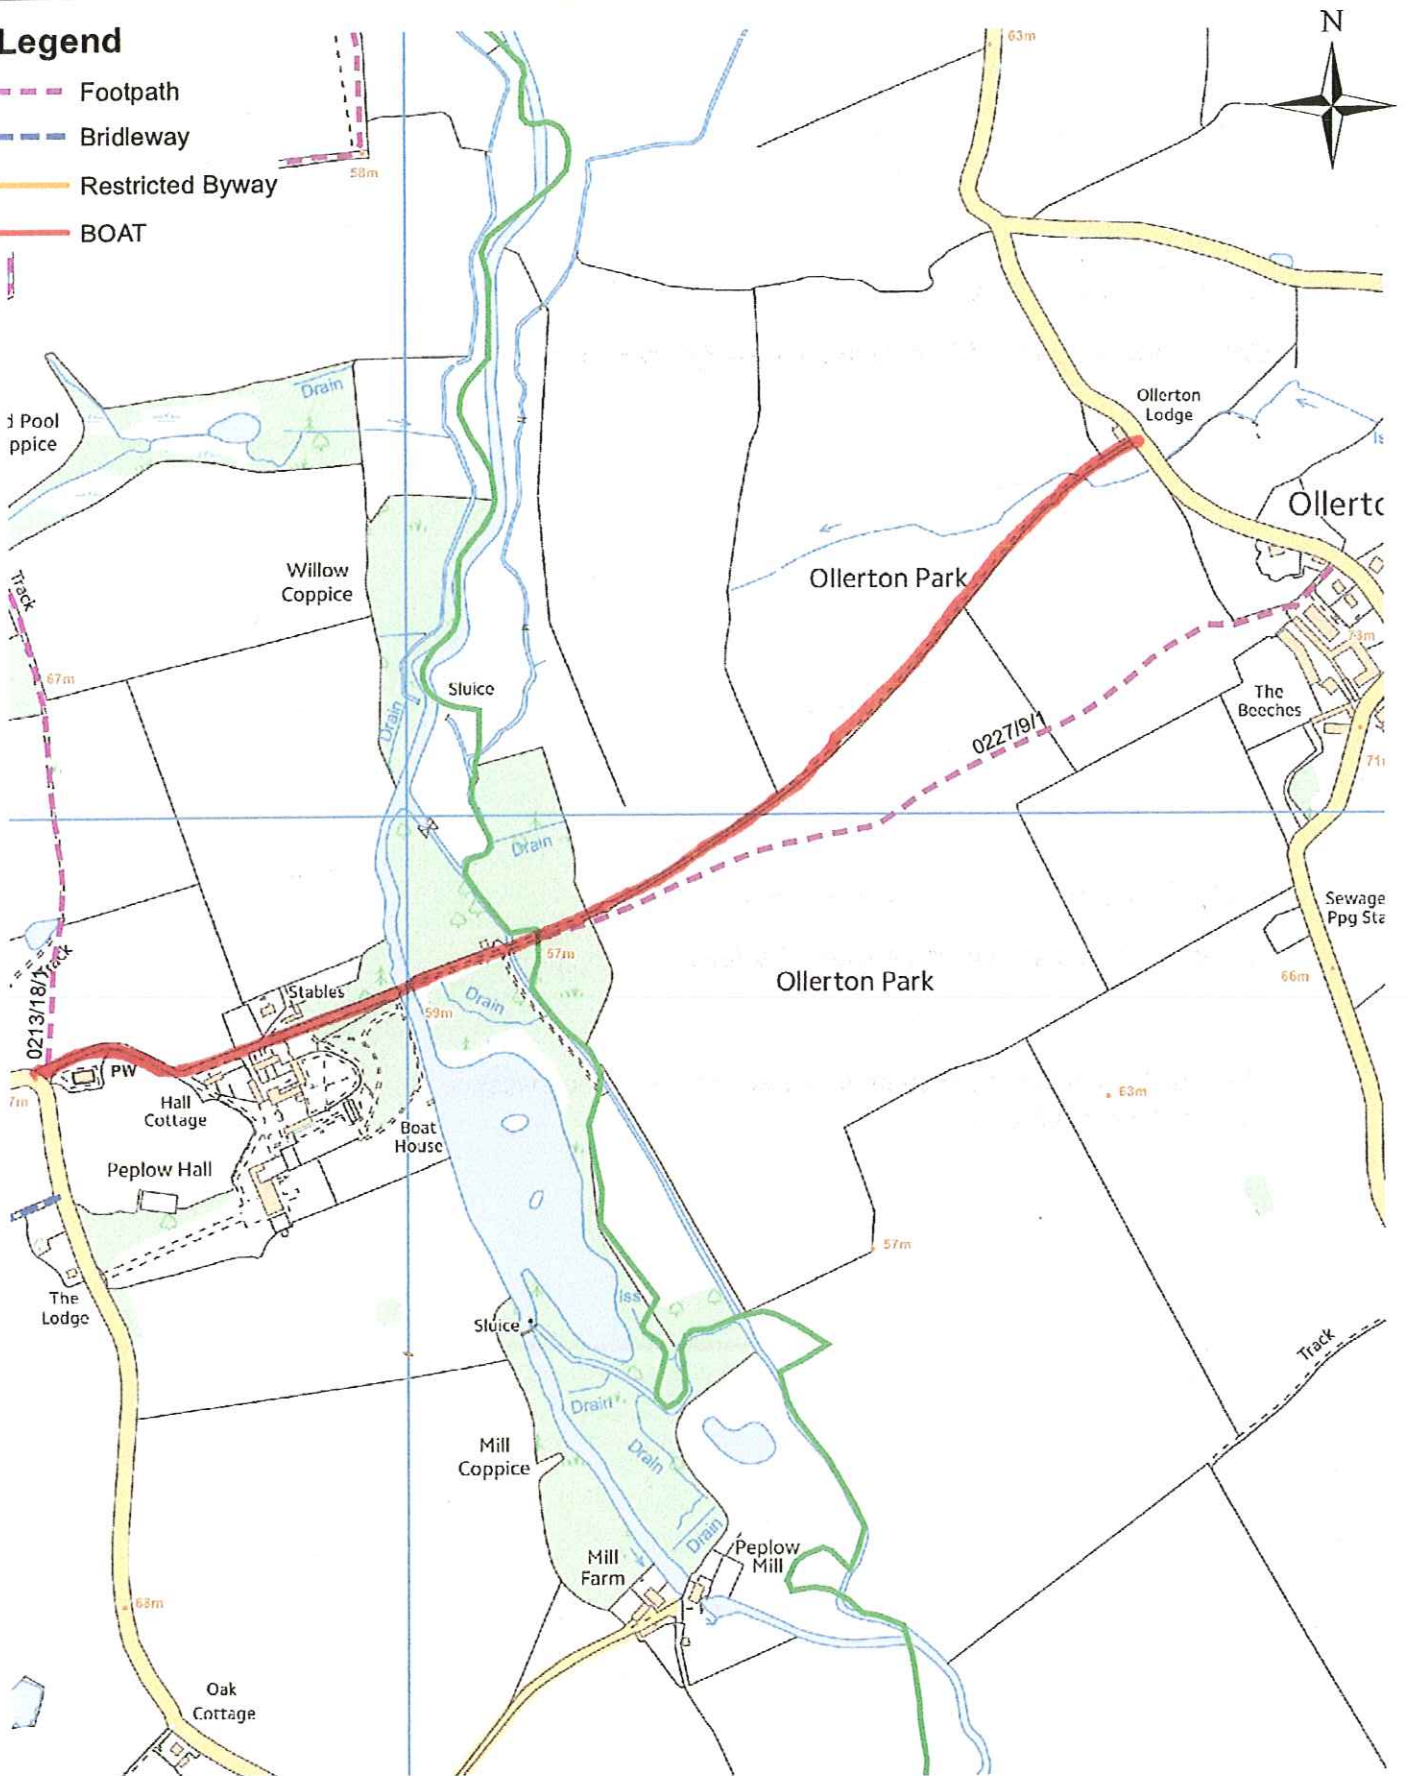 Legend
Footpath
Bridleway
Restricted Byway
BOAT
N
63m
58m
Drain
Pool
Ollerton
Lodge
Willow
Coppice
Track
67m
Ollerton Park
Sluice
Drain
73m
The
Beeches
0227/9/1
Drain
Sewage
Ppg Sta
66m
57m
Ollerton Park
Stables
Drain
59m
Track
0213/18/1
PW
Hall
Cottage
Boat
House
Peplow Hall
63m
57m
The
Lodge
Iss
Sluice
Track
Drain
Mill
Coppice
Drain
Drain
Peplow
Mill
Mill
Farm
68m
Oak
Cottage